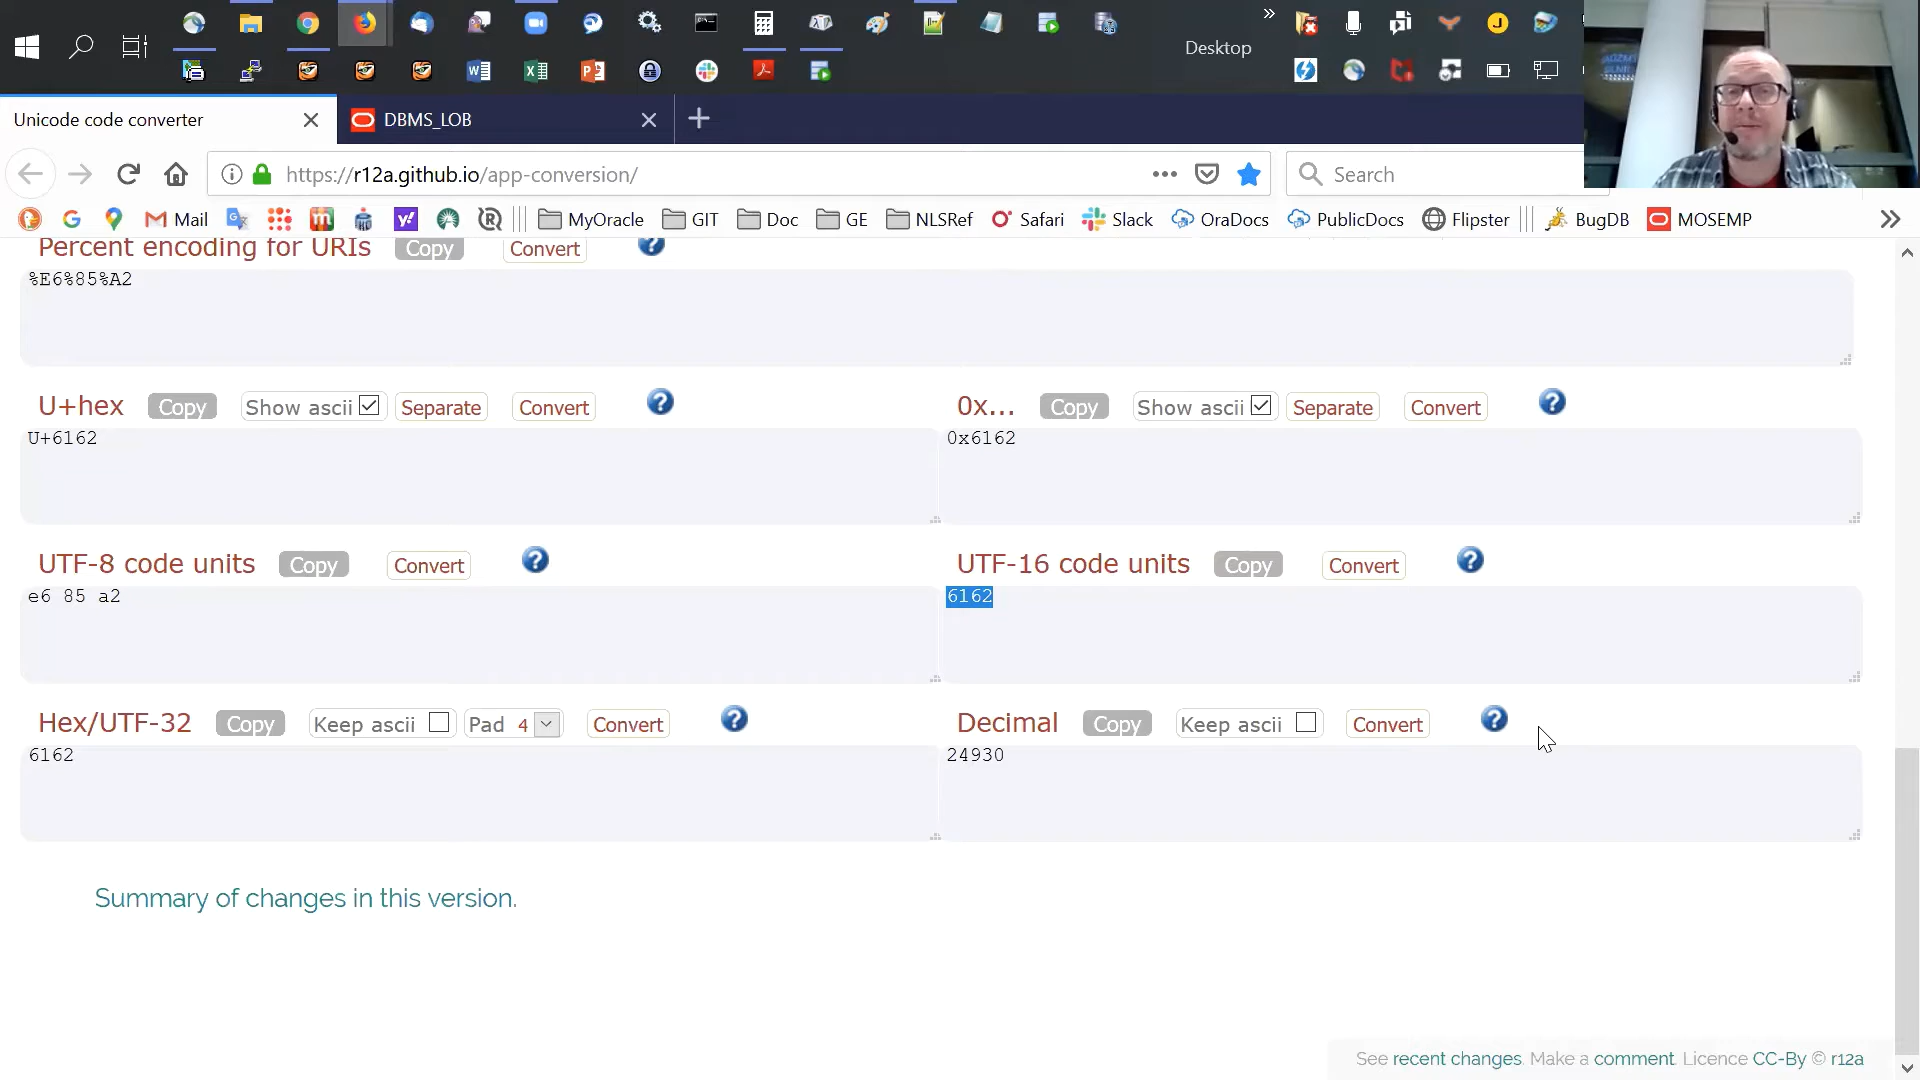 Desktop
Unicode code converter
DBMS_LOB
https://r12a.github.io/app-conversion/
Search
Mail
MyOracle
GIT
Doc
GE
NLSRef
Safari
Slack
OraDocs
PublicDocs
Flipster
BugDB
MOSEMP
Percent encoding for URIs Copy Convert
%E6%85%A2
U+hex Copy Show ascii Separate Convert
U+6162
0x... Copy Show ascii Separate Convert
0x6162
UTF-8 code units Copy Convert
e6 85 a2
UTF-16 code units Copy Convert
6162
Hex/UTF-32 Copy Keep ascii Pad 4 Convert
6162
Decimal Copy Keep ascii Convert
24930
Summary of changes in this version.
See recent changes. Make a comment. Licence CC-By © r12a